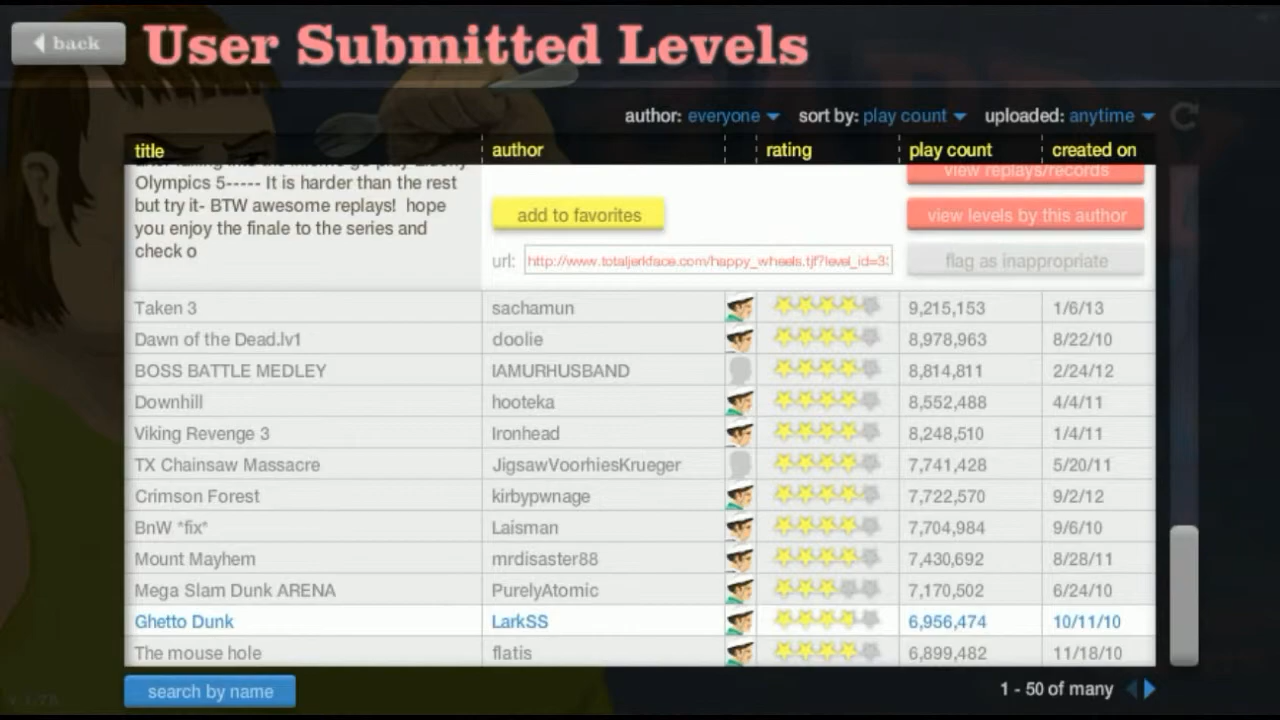 back
User Submitted Levels
author: everyone sort by: play count uploaded: anytime
title author rating play count created on
Olympics 5----- It is harder than the rest
but try it- BTW awesome replays! hope
you enjoy the finale to the series and
check o
view replays/records
add to favorites
view levels by this author
url: http://www.totaljerkface.com/happy_wheels.tjf?level_id=3
flag as inappropriate
Taken 3 sachamun 9,215,153 1/6/13
Dawn of the Dead.lv1 doolie 8,978,963 8/22/10
BOSS BATTLE MEDLEY IAMURHUSBAND 8,814,811 2/24/12
Downhill hooteka 8,552,488 4/4/11
Viking Revenge 3 Ironhead 8,248,510 1/4/11
TX Chainsaw Massacre JigsawVoorhiesKrueger 7,741,428 5/20/11
Crimson Forest kirbypwnage 7,722,570 9/2/12
BnW *fix* Laisman 7,704,984 9/6/10
Mount Mayhem mrdisaster88 7,430,692 8/28/11
Mega Slam Dunk ARENA PurelyAtomic 7,170,502 6/24/10
Ghetto Dunk LarkSS 6,956,474 10/11/10
The mouse hole flatis 6,899,482 11/18/10
search by name
1 - 50 of many